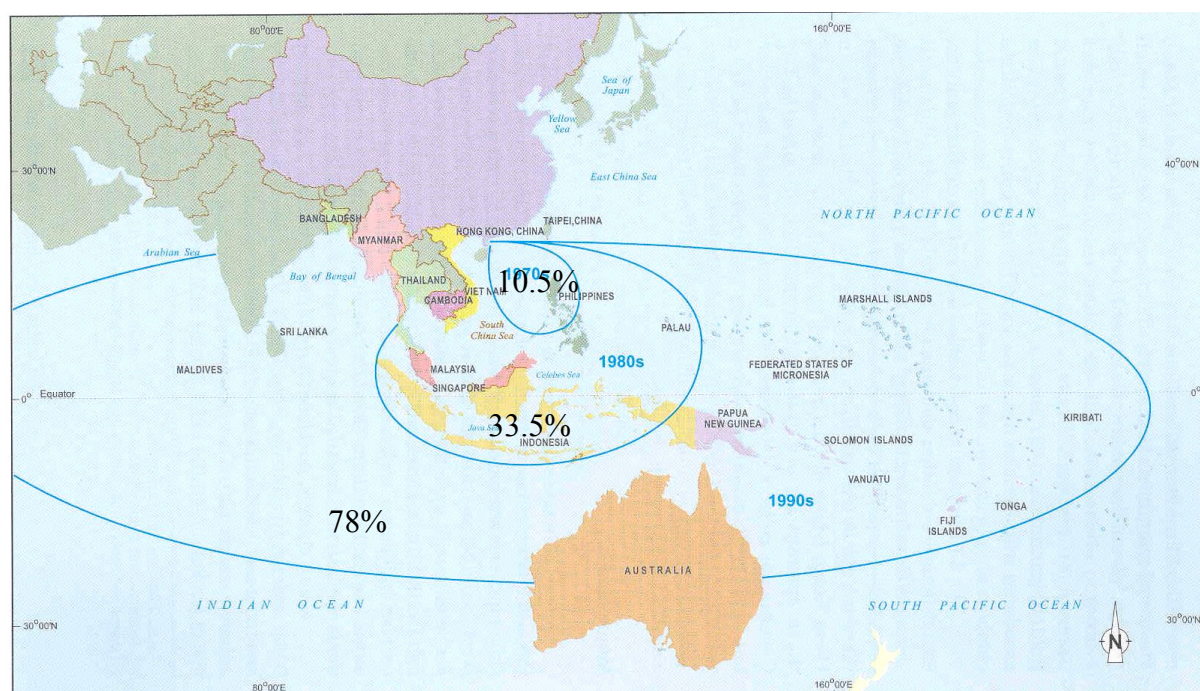 80°00'E
160°00'E
Sea of
Japan
Yellow
Sea
30°00'N
40°00'N
East China Sea
BANGLADESH
TAIPEI,CHINA
NORTH PACIFIC OCEAN
HONG KONG, CHINA
MYANMAR
Arabian Sea
Bay of Bengal
1970s
10.5%
THAILAND
VIET NAM
PHILIPPINES
CAMBODIA
MARSHALL ISLANDS
South
China Sea
SRI LANKA
PALAU
1980s
MALDIVES
MALAYSIA
Celebes Sea
FEDERATED STATES OF
MICRONESIA
SINGAPORE
0° Equator
0°
PAPUA
NEW GUINEA
KIRIBATI
Java Sea
33.5%
INDONESIA
SOLOMON ISLANDS
VANUATU
1990s
78%
TONGA
FIJI
ISLANDS
AUSTRALIA
INDIAN OCEAN
SOUTH PACIFIC OCEAN
30°00'N
30°00'N
N
80°00'E
160°00'E